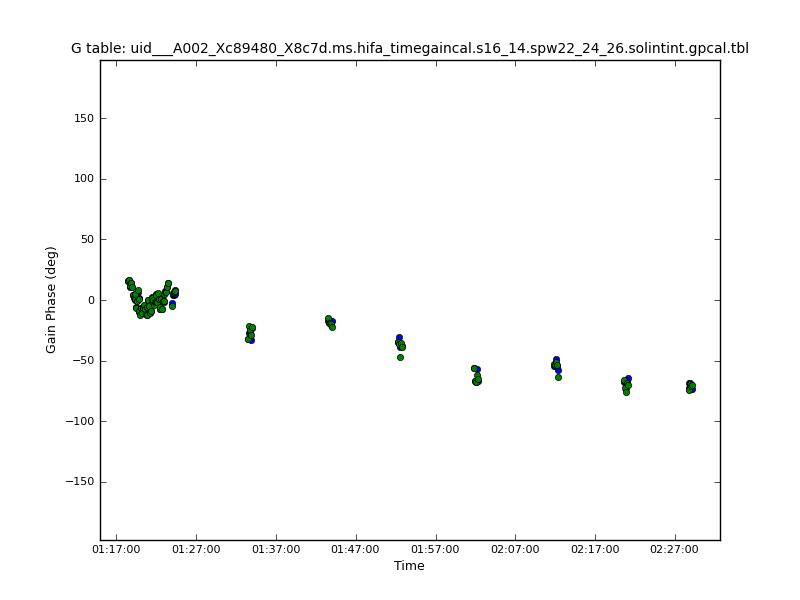 G table: uid___A002_Xc89480_X8c7d.ms.hifa_timegaincal.s16_14.spw22_24_26.solintint.gpcal.tbl
150
100
50
0
−50
−100
−150
Gain Phase (deg)
01:17:00 01:27:00 01:37:00 01:47:00 01:57:00 02:07:00 02:17:00 02:27:00
Time